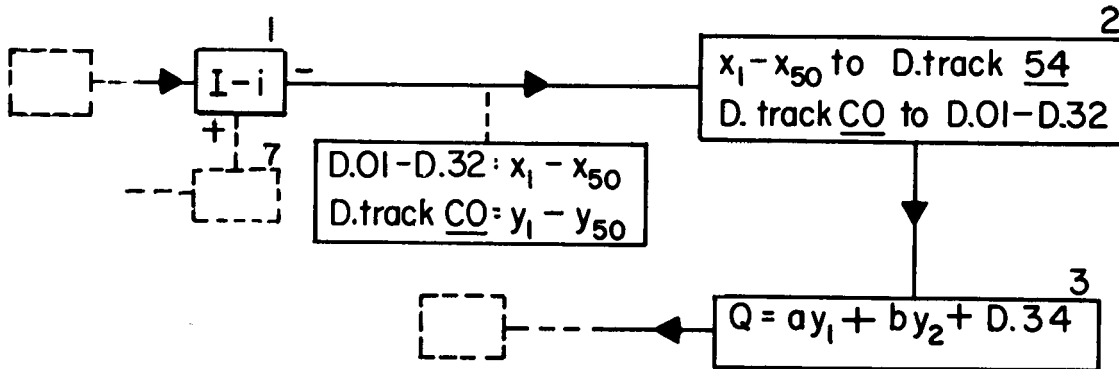 1
I-i
-
+
7
2
x₁ - x₅₀ to D.track 54
D. track CO to D.01-D.32
D.01-D.32: x₁ - x₅₀
D.track CO = y₁ - y₅₀
3
Q = ay₁ + by₂ + D.34